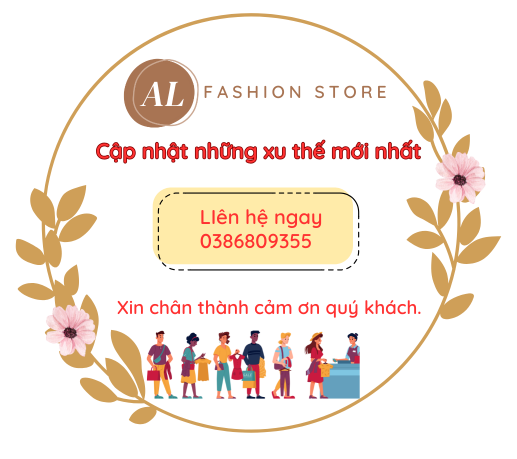 AL FASHION STORE
Cập nhật những xu thế mới nhất
LIên hệ ngay
0386809355
Xin chân thành cảm ơn quý khách.